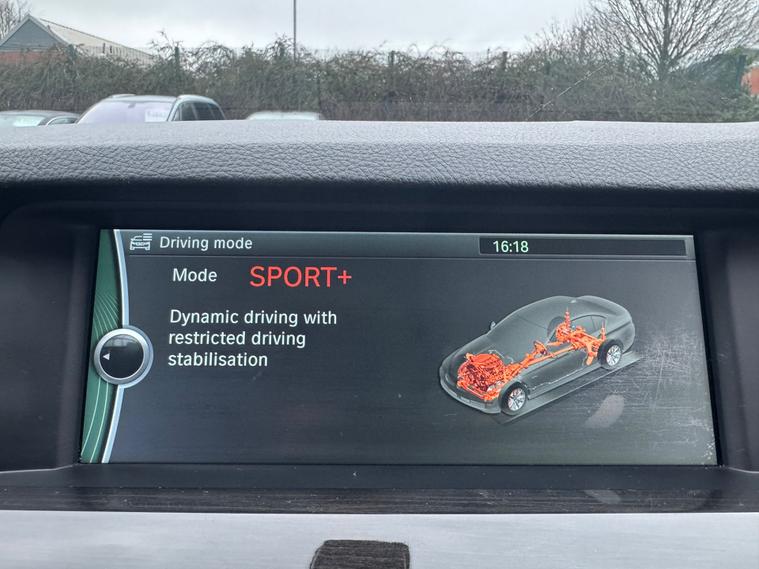 Driving mode
16:18
Mode SPORT+
Dynamic driving with
restricted driving
stabilisation